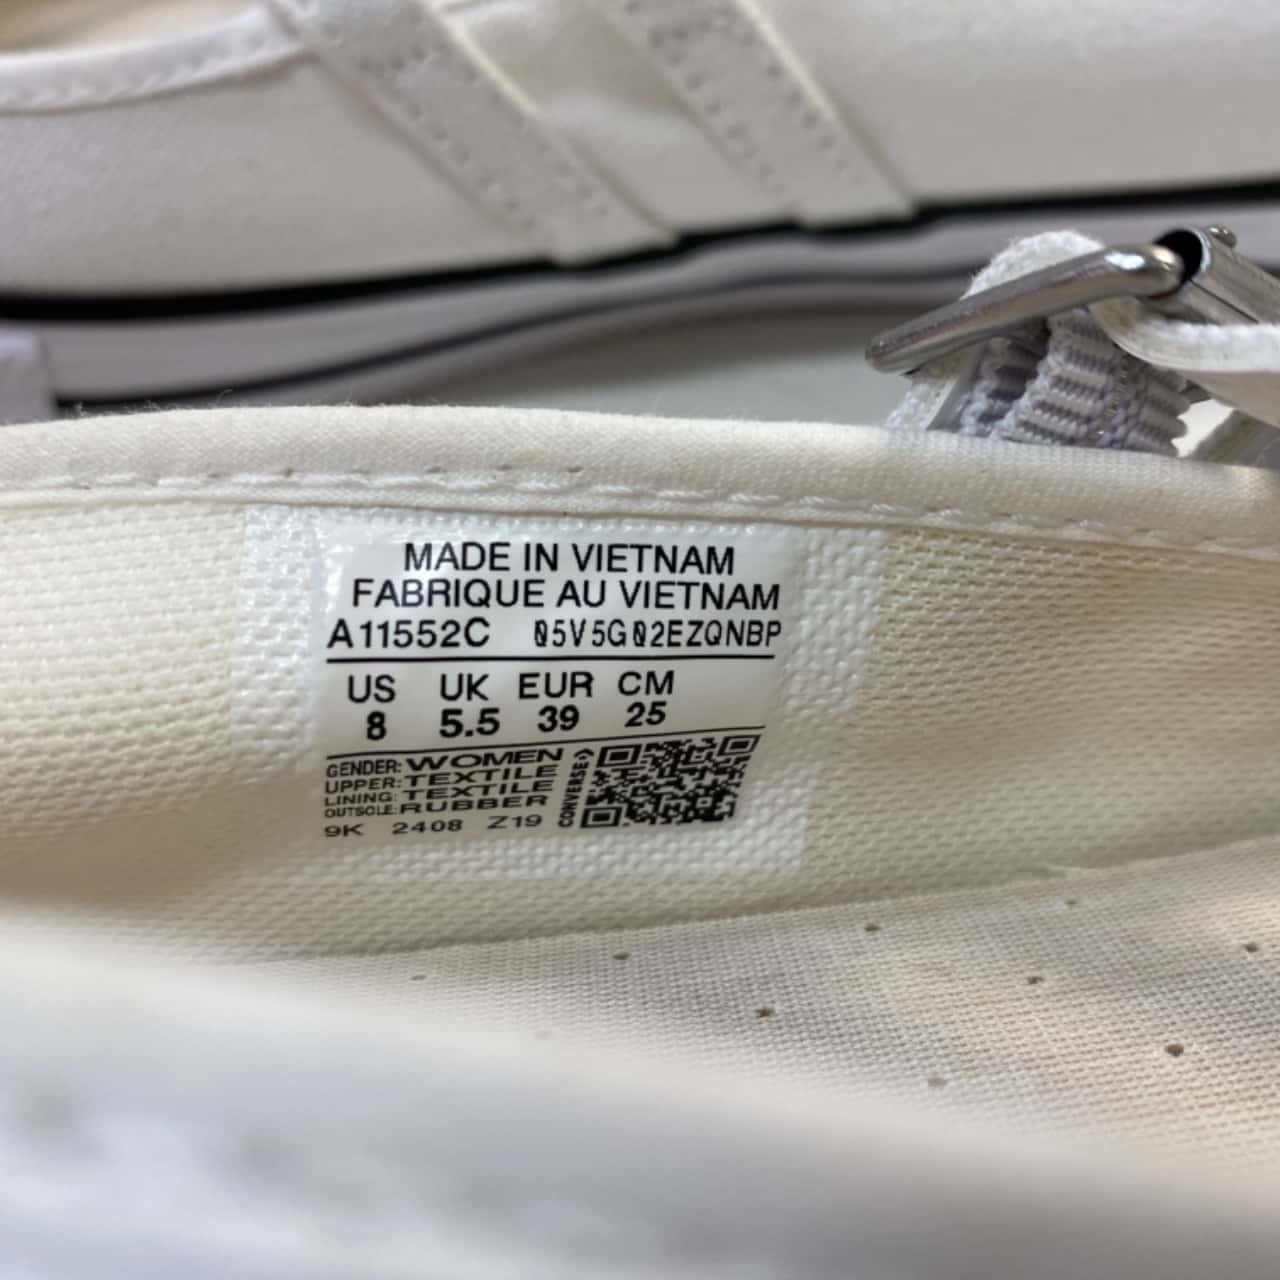 MADE IN VIETNAM
FABRIQUE AU VIETNAM
A11552C 05V5G02EZQNBP
US UK EUR CM
8 5.5 39 25
GENDER: WOMEN
UPPER: TEXTILE
LINING: TEXTILE
OUTSOLE: RUBBER
9K 2408 Z19
CONVERSE